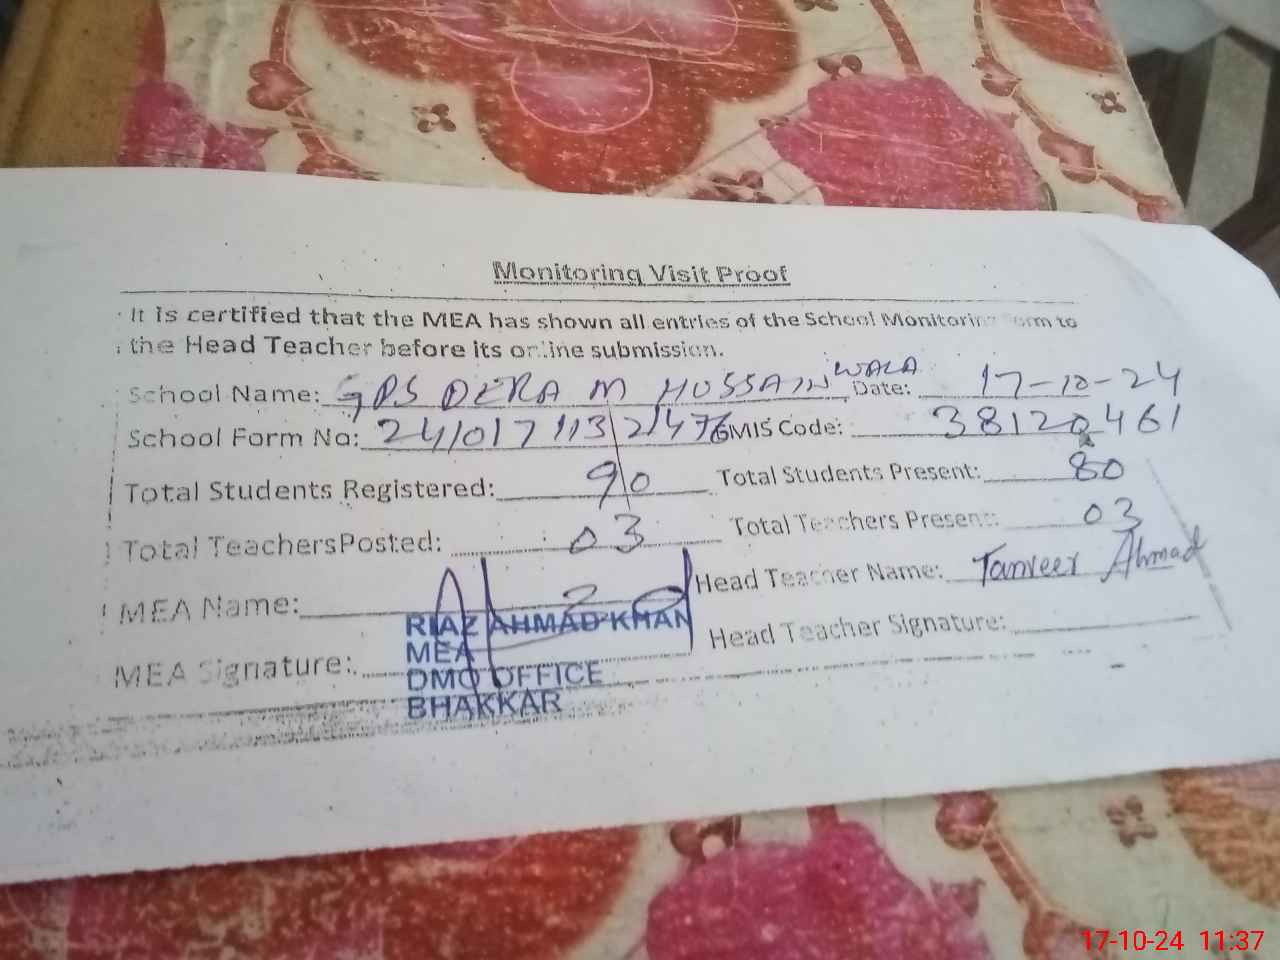 Monitoring Visit Proof
It is certified that the MEA has shown all entries of the School Monitoring Form to
the Head Teacher before its online submission.
School Name: GPS DERA M HUSSAIN WALA Date: 17-10-24
School Form No: EMIS Code: 38120461
Total Students Registered: 90 Total Students Present: 80
Total Teachers Posted: 03 Total Teachers Present: 03
MEA Name: Head Teacher Name: Tanveer Ahmad
RIAZ AHMAD KHAN
MEA
MEA Signature: Head Teacher Signature:
DMO OFFICE
BHAKKAR
17-10-24 11:37